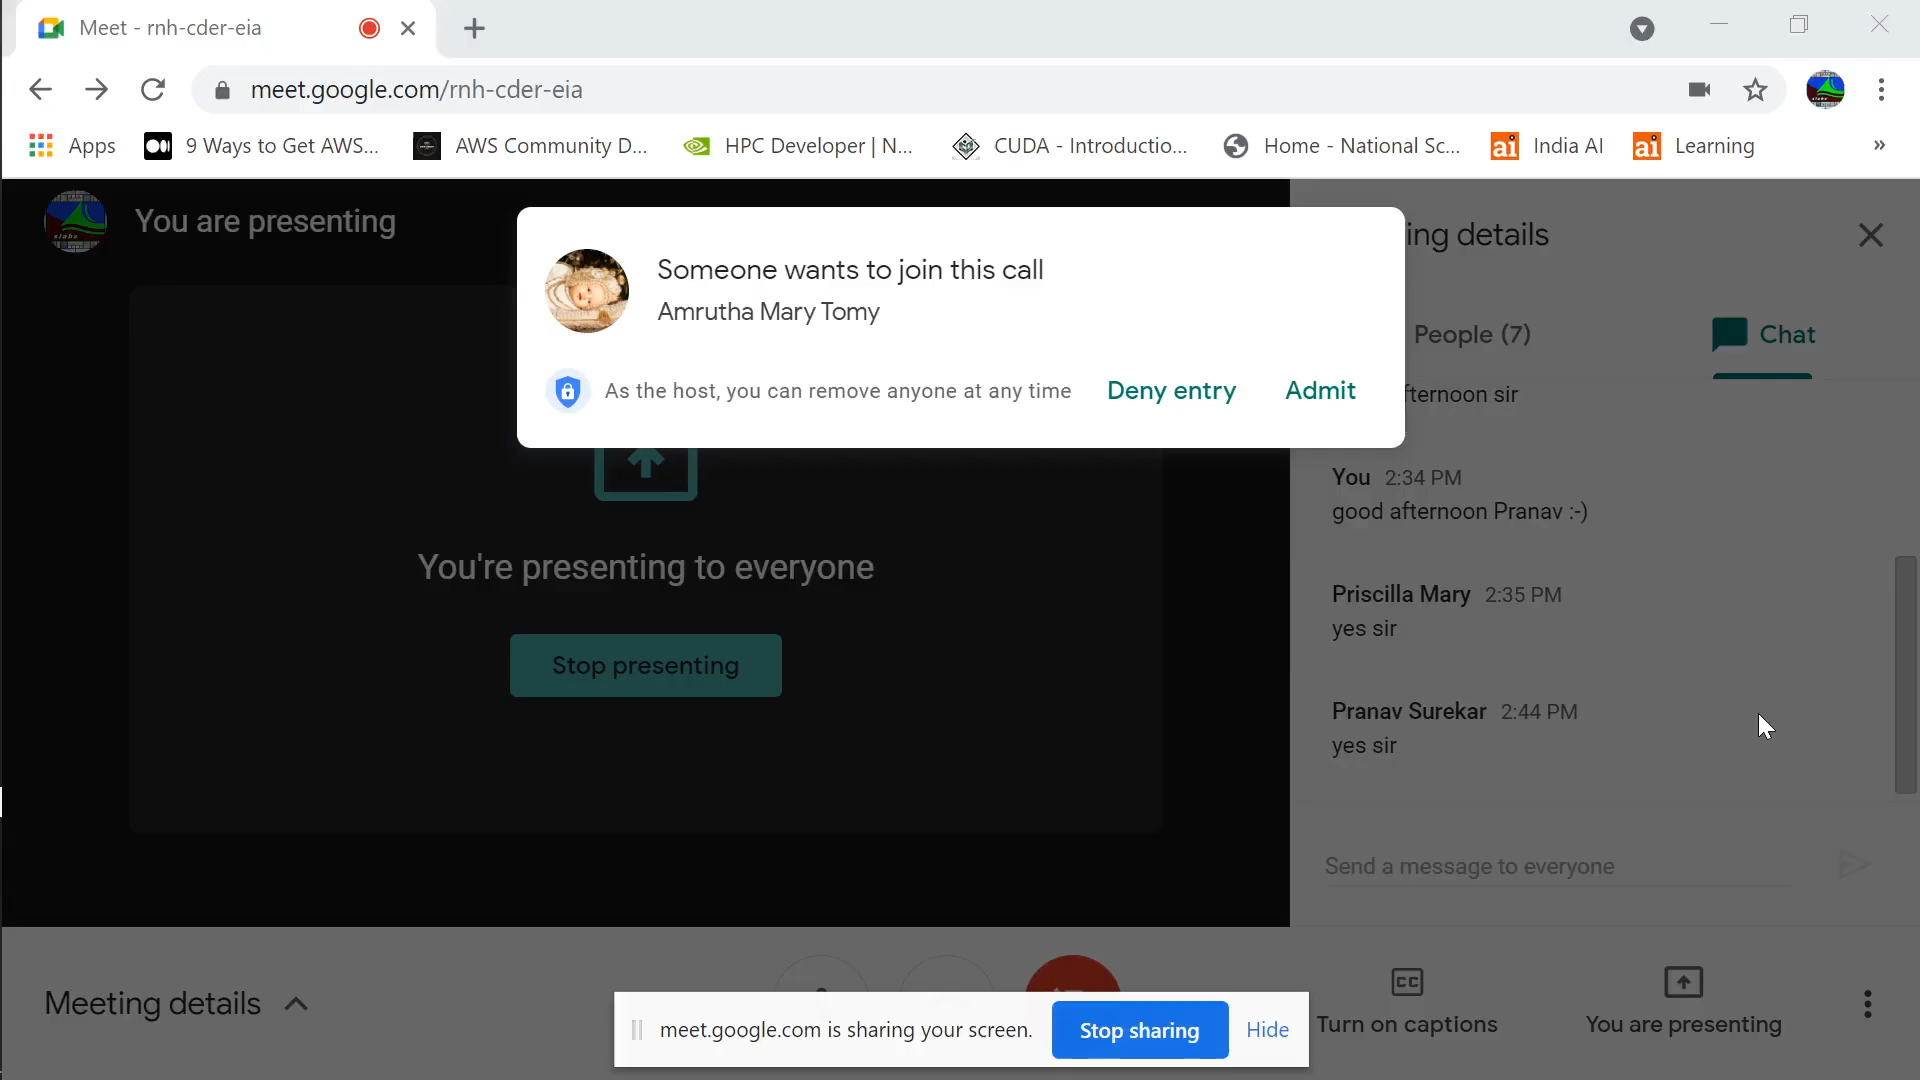 Meet - rnh-cder-eia
meet.google.com/rnh-cder-eia
Apps
9 Ways to Get AWS...
AWS Community D...
HPC Developer | N...
CUDA - Introductio...
Home - National Sc...
India AI
Learning
You are presenting
Someone wants to join this call
Amrutha Mary Tomy
As the host, you can remove anyone at any time
Deny entry
Admit
ing details
People (7)
Chat
fternoon sir
You 2:34 PM
good afternoon Pranav :-)
Priscilla Mary 2:35 PM
yes sir
Pranav Surekar 2:44 PM
yes sir
You're presenting to everyone
Stop presenting
Send a message to everyone
Meeting details
meet.google.com is sharing your screen.
Stop sharing
Hide
Turn on captions
You are presenting